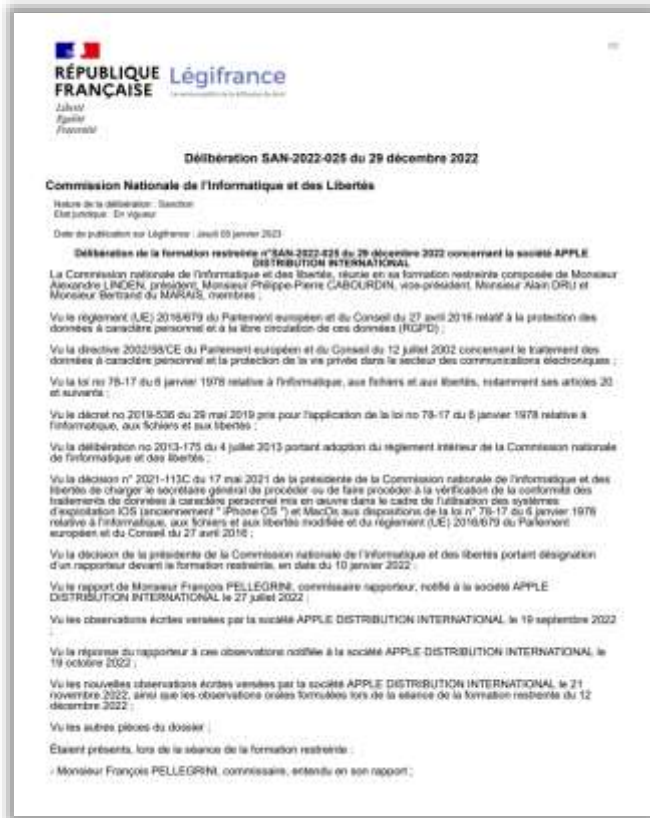 RÉPUBLIQUE
FRANÇAISE
Liberté
Égalité
Fraternité
Légifrance
Délibération SAN-2022-025 du 29 décembre 2022
Commission Nationale de l'Informatique et des Libertés
Nature de la délibération : Sanction
Etat juridique : En vigueur
Date de publication sur Légifrance : Jeudi 05 janvier 2023
Délibération de la formation restreinte n°SAN-2022-025 du 29 décembre 2022 concernant la société APPLE
DISTRIBUTION INTERNATIONAL
La Commission nationale de l'informatique et des libertés, réunie en sa formation restreinte composée de Monsieur
Alexandre LINDEN, président, Monsieur Philippe-Pierre CABOURDIN, vice-président, Monsieur Alain DRU et
Monsieur Bertrand du MARAIS, membres ;
Vu le règlement (UE) 2016/679 du Parlement européen et du Conseil du 27 avril 2016 relatif à la protection des
données à caractère personnel et à la libre circulation de ces données (RGPD) ;
Vu la directive 2002/58/CE du Parlement européen et du Conseil du 12 juillet 2002 concernant le traitement des
données à caractère personnel et la protection de la vie privée dans le secteur des communications électroniques ;
Vu la loi no 78-17 du 6 janvier 1978 relative à l'informatique, aux fichiers et aux libertés, notamment ses articles 20
et suivants ;
Vu le décret no 2019-536 du 29 mai 2019 pris pour l'application de la loi no 78-17 du 6 janvier 1978 relative à
l'informatique, aux fichiers et aux libertés ;
Vu la délibération no 2013-175 du 4 juillet 2013 portant adoption du règlement intérieur de la Commission nationale
de l'informatique et des libertés ;
Vu la décision n° 2021-113C du 17 mai 2021 de la présidente de la Commission nationale de l'informatique et des
libertés de charger le secrétaire général de procéder ou de faire procéder à la vérification de la conformité des
traitements de données à caractère personnel mis en œuvre dans le cadre de l'utilisation des systèmes
d'exploitation iOS (anciennement " iPhone OS ") et MacOs aux dispositions de la loi n° 78-17 du 6 janvier 1978
relative à l'informatique, aux fichiers et aux libertés modifiée et du règlement (UE) 2016/679 du Parlement
européen et du Conseil du 27 avril 2016 ;
Vu la décision de la présidente de la Commission nationale de l'informatique et des libertés portant désignation
d'un rapporteur devant la formation restreinte, en date du 10 janvier 2022 ;
Vu le rapport de Monsieur François PELLEGRINI, commissaire rapporteur, notifié à la société APPLE
DISTRIBUTION INTERNATIONAL le 27 juillet 2022 ;
Vu les observations écrites versées par la société APPLE DISTRIBUTION INTERNATIONAL le 19 septembre 2022
;
Vu la réponse du rapporteur à ces observations notifiée à la société APPLE DISTRIBUTION INTERNATIONAL le
19 octobre 2022 ;
Vu les nouvelles observations écrites versées par la société APPLE DISTRIBUTION INTERNATIONAL le 21
novembre 2022, ainsi que les observations orales formulées lors de la séance de la formation restreinte du 12
décembre 2022 ;
Vu les autres pièces du dossier ;
Étaient présents, lors de la séance de la formation restreinte :
- Monsieur François PELLEGRINI, commissaire, entendu en son rapport ;